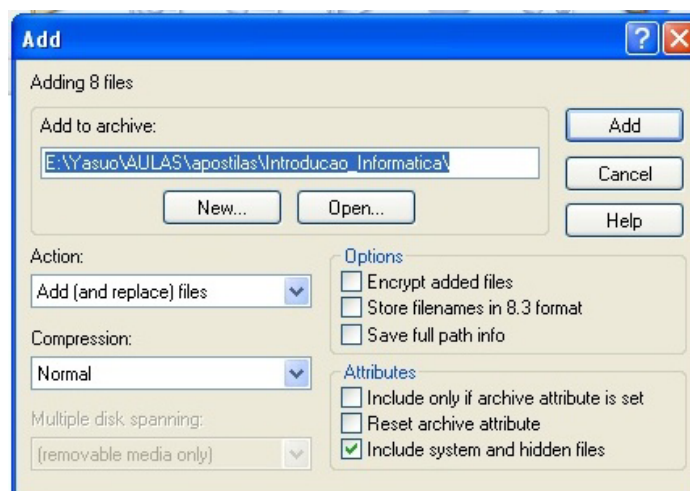 Add
Adding 8 files
Add to archive:
E:\Yasuo\AULAS\apostilas\Introducao_Informatica\
New...
Open...
Add
Cancel
Help
Action:
Add (and replace) files
Compression:
Normal
Multiple disk spanning:
(removable media only)
Options
Encrypt added files
Store filenames in 8.3 format
Save full path info
Attributes
Include only if archive attribute is set
Reset archive attribute
Include system and hidden files